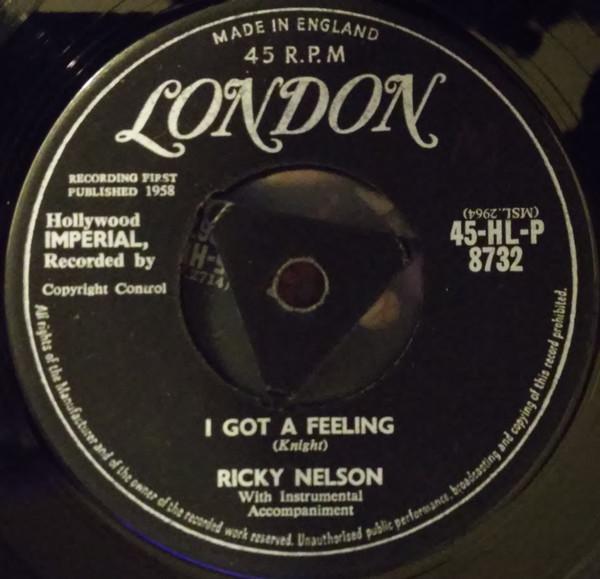 MADE IN ENGLAND
45 R.P.M
LONDON
RECORDING FIRST
PUBLISHED 1958
Hollywood
IMPERIAL,
Recorded by
Copyright Control
(MSL..2964)
45-HL-P
8732
I GOT A FEELING
(Knight)
RICKY NELSON
With Instrumental
Accompaniment
All rights of the Manufacturer and of the owner of the recorded work reserved. Unauthorised public performance, broadcasting and copying of this record prohibited.